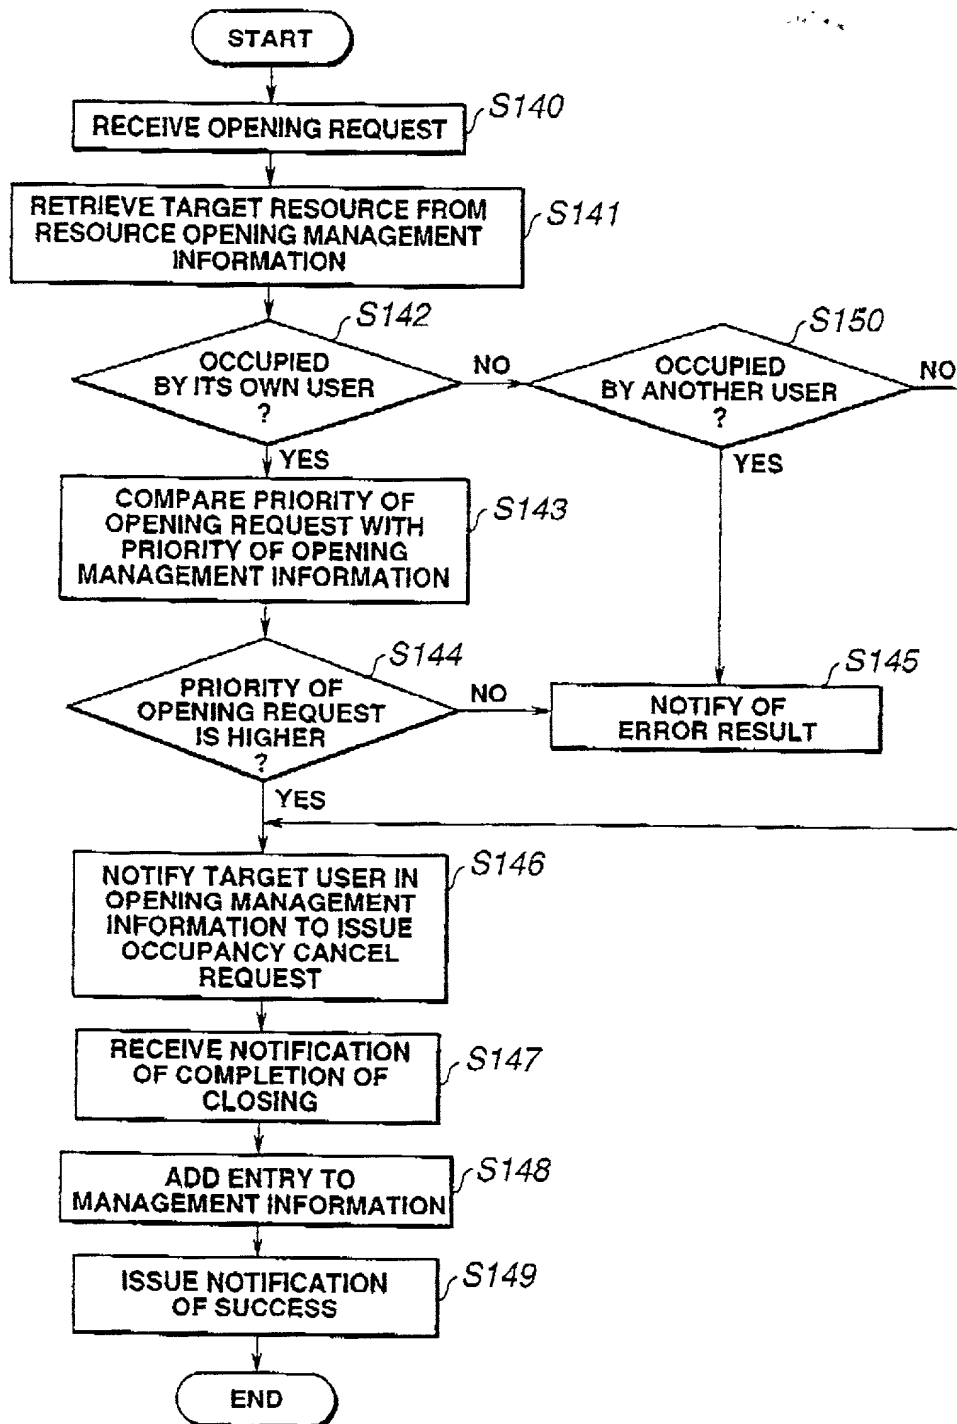 START
RECEIVE OPENING REQUEST
S140
RETRIEVE TARGET RESOURCE FROM
RESOURCE OPENING MANAGEMENT
INFORMATION
S141
OCCUPIED
BY ITS OWN USER
?
S142
NO
YES
OCCUPIED
BY ANOTHER USER
?
S150
NO
YES
COMPARE PRIORITY OF
OPENING REQUEST WITH
PRIORITY OF OPENING
MANAGEMENT INFORMATION
S143
PRIORITY OF
OPENING REQUEST
IS HIGHER
?
S144
NO
YES
NOTIFY OF
ERROR RESULT
S145
NOTIFY TARGET USER IN
OPENING MANAGEMENT
INFORMATION TO ISSUE
OCCUPANCY CANCEL
REQUEST
S146
RECEIVE NOTIFICATION
OF COMPLETION OF
CLOSING
S147
ADD ENTRY TO
MANAGEMENT INFORMATION
S148
ISSUE NOTIFICATION
OF SUCCESS
S149
END